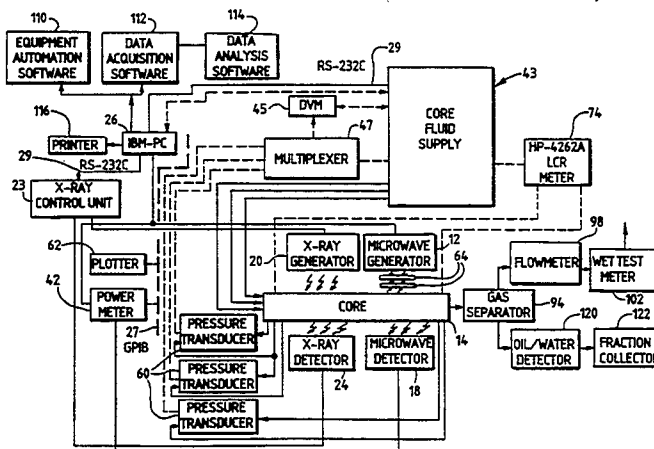 110
112
114
EQUIPMENT
AUTOMATION
SOFTWARE
DATA
ACQUISITION
SOFTWARE
DATA
ANALYSIS
SOFTWARE
29
RS-232C
43
116
26
45
DVM
47
CORE
FLUID
SUPPLY
74
PRINTER
IBM-PC
MULTIPLEXER
HP-4262A
LCR
METER
29
RS-232C
23
X-RAY
CONTROL UNIT
98
62
PLOTTER
20
X-RAY
GENERATOR
MICROWAVE
GENERATOR
12
64
FLOWMETER
WET TEST
METER
102
42
POWER
METER
CORE
14
GAS
SEPARATOR
94
120
122
27
GPIB
PRESSURE
TRANSDUCER
X-RAY
DETECTOR
24
MICROWAVE
DETECTOR
18
OIL/WATER
DETECTOR
FRACTION
COLLECTOR
60
PRESSURE
TRANSDUCER
PRESSURE
TRANSDUCER